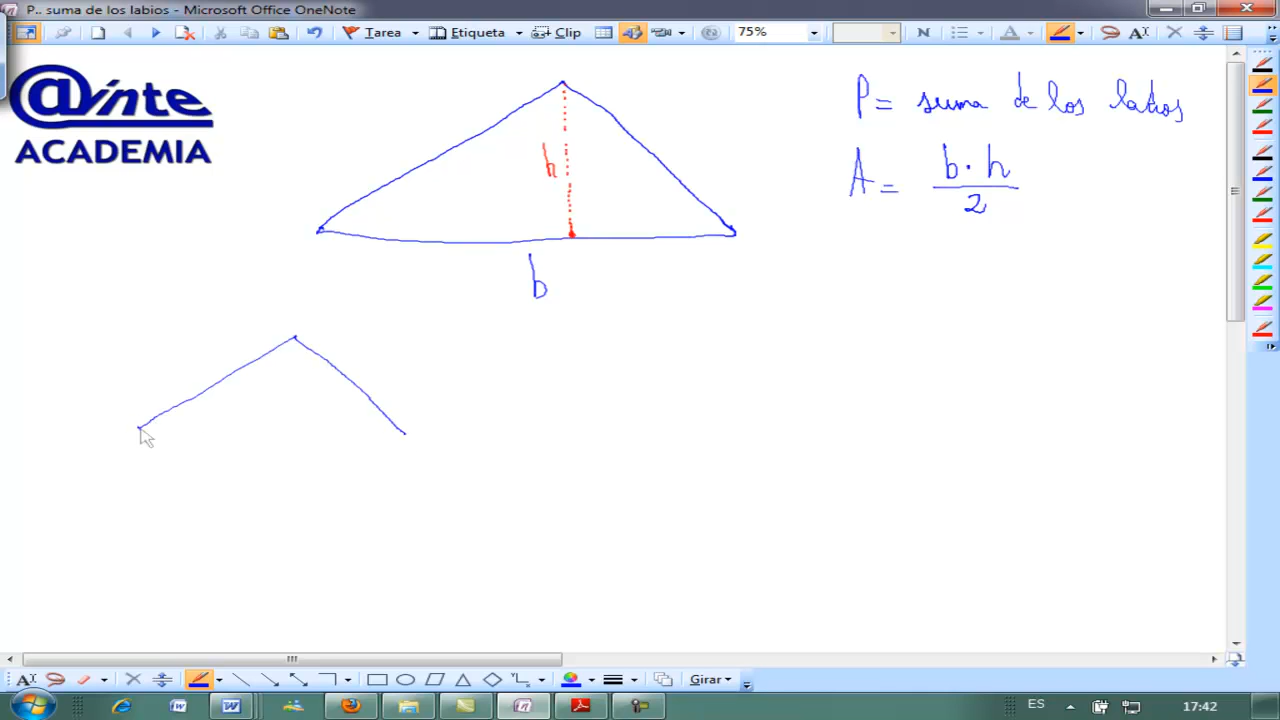 P.. suma de los labios - Microsoft Office OneNote
Tarea
Etiqueta
Clip
75%
N
A
A
@ínte
ACADEMIA
h
b
P = suma de los lados
A = b · h / 2
A
Girar
ES
17:42